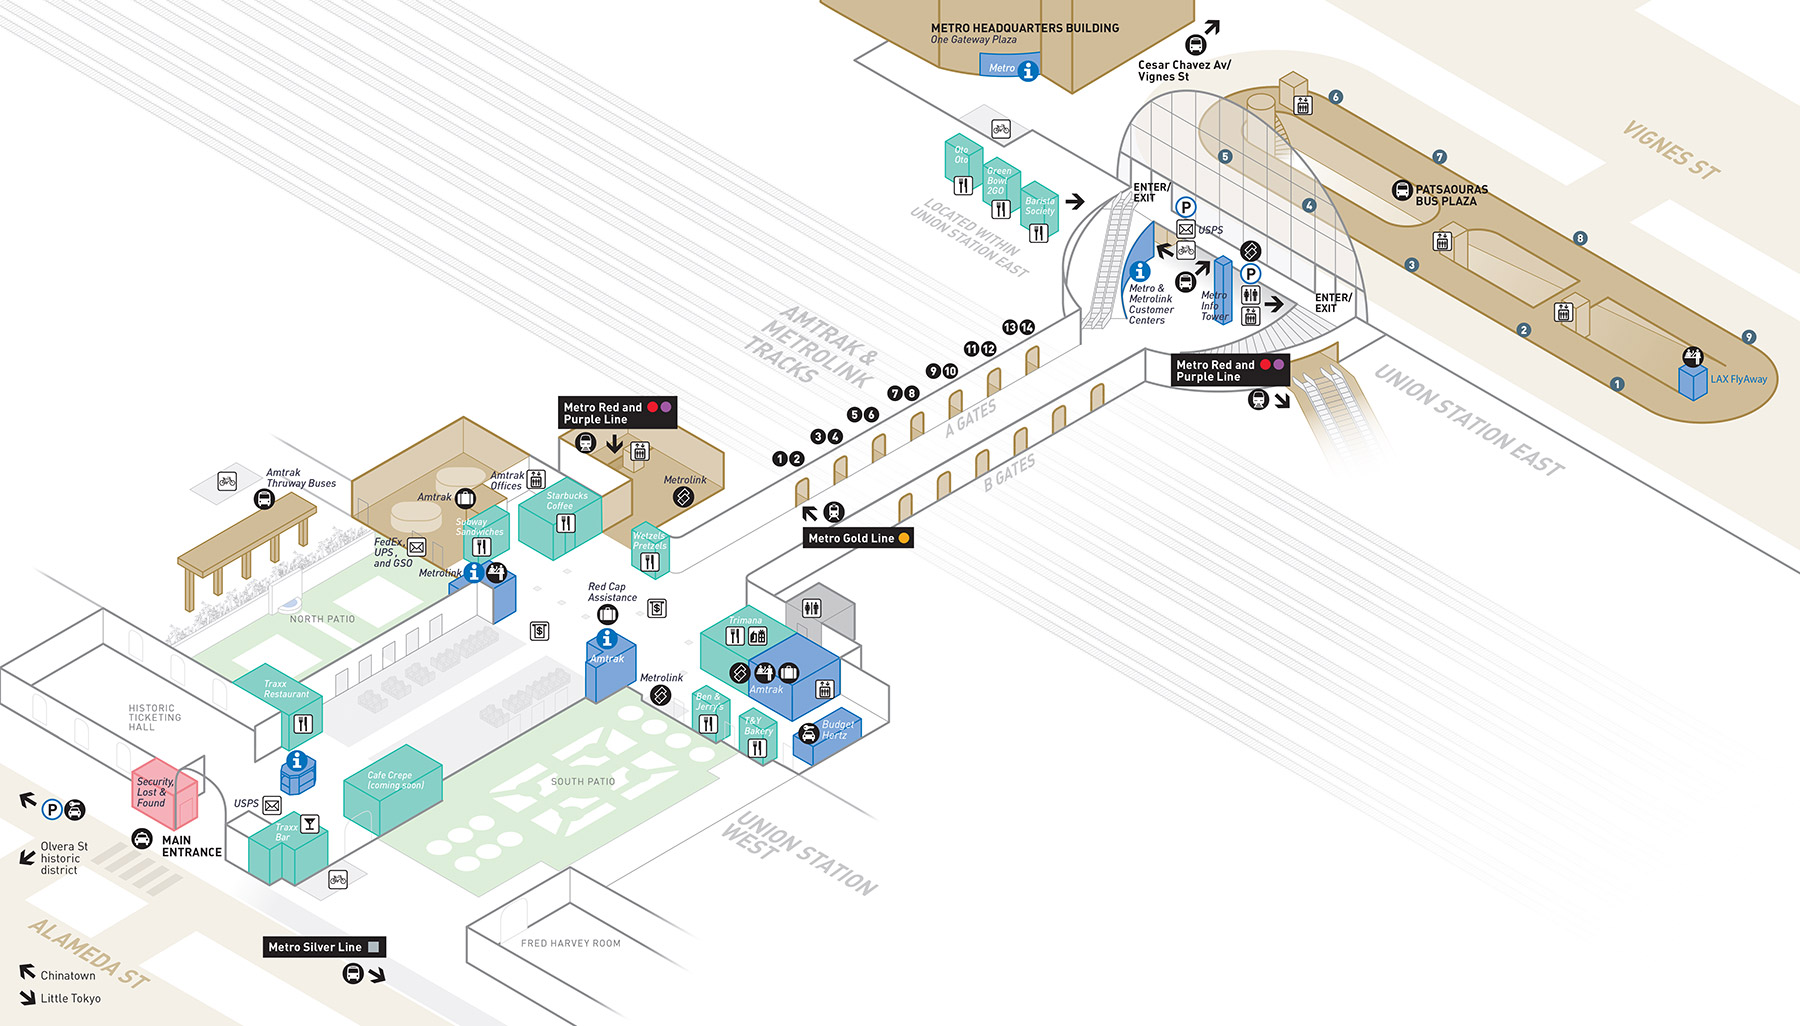 METRO HEADQUARTERS BUILDING
One Gateway Plaza
Metro
i
Cesar Chavez Av/
Vignes St
6
7
5
4
8
3
2
9
1
VIGNES ST
PATSAOURAS
BUS PLAZA
LAX FlyAway
Oto
Oto
Green
Bowl
2GO
Barista
Society
LOCATED WITHIN
UNION STATION EAST
ENTER/
EXIT
P
USPS
i
Metro &
Metrolink
Customer
Centers
Metro
Info
Tower
P
ENTER/
EXIT
Metro Red and
Purple Line
UNION STATION EAST
AMTRAK &
METROLINK
TRACKS
13 14
11 12
9 10
7 8
5 6
3 4
1 2
A GATES
B GATES
Metro Gold Line
Metro Red and
Purple Line
Metrolink
Amtrak
Thruway Buses
Amtrak
Amtrak
Offices
Starbucks
Coffee
Subway
Sandwiches
FedEx,
UPS,
and GSO
Metrolink
i
Wetzels
Pretzels
Red Cap
Assistance
$
$
i
Amtrak
Metrolink
Trimana
Amtrak
Ben &
Jerry's
T&Y
Bakery
Budget
Hertz
NORTH PATIO
Traxx
Restaurant
HISTORIC
TICKETING
HALL
i
Security,
Lost &
Found
USPS
Traxx
Bar
Cafe Crepe
(coming soon)
SOUTH PATIO
UNION STATION
WEST
P
MAIN
ENTRANCE
Olvera St
historic
district
ALAMEDA ST
Metro Silver Line
FRED HARVEY ROOM
Chinatown
Little Tokyo